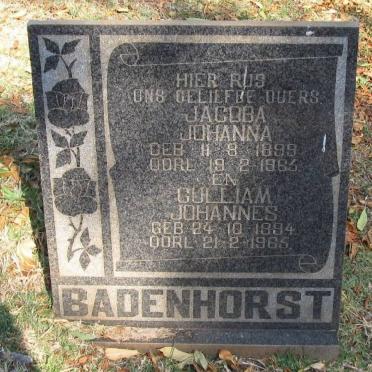 HIER RUS
ONS GELIEFDE OUERS
JACOBA
JOHANNA
GEB 11 8 1899
OORL 19 2 1964
EN
GULLIAM
JOHANNES
GEB 24 10 1894
OORL 21 2 1965
BADENHORST